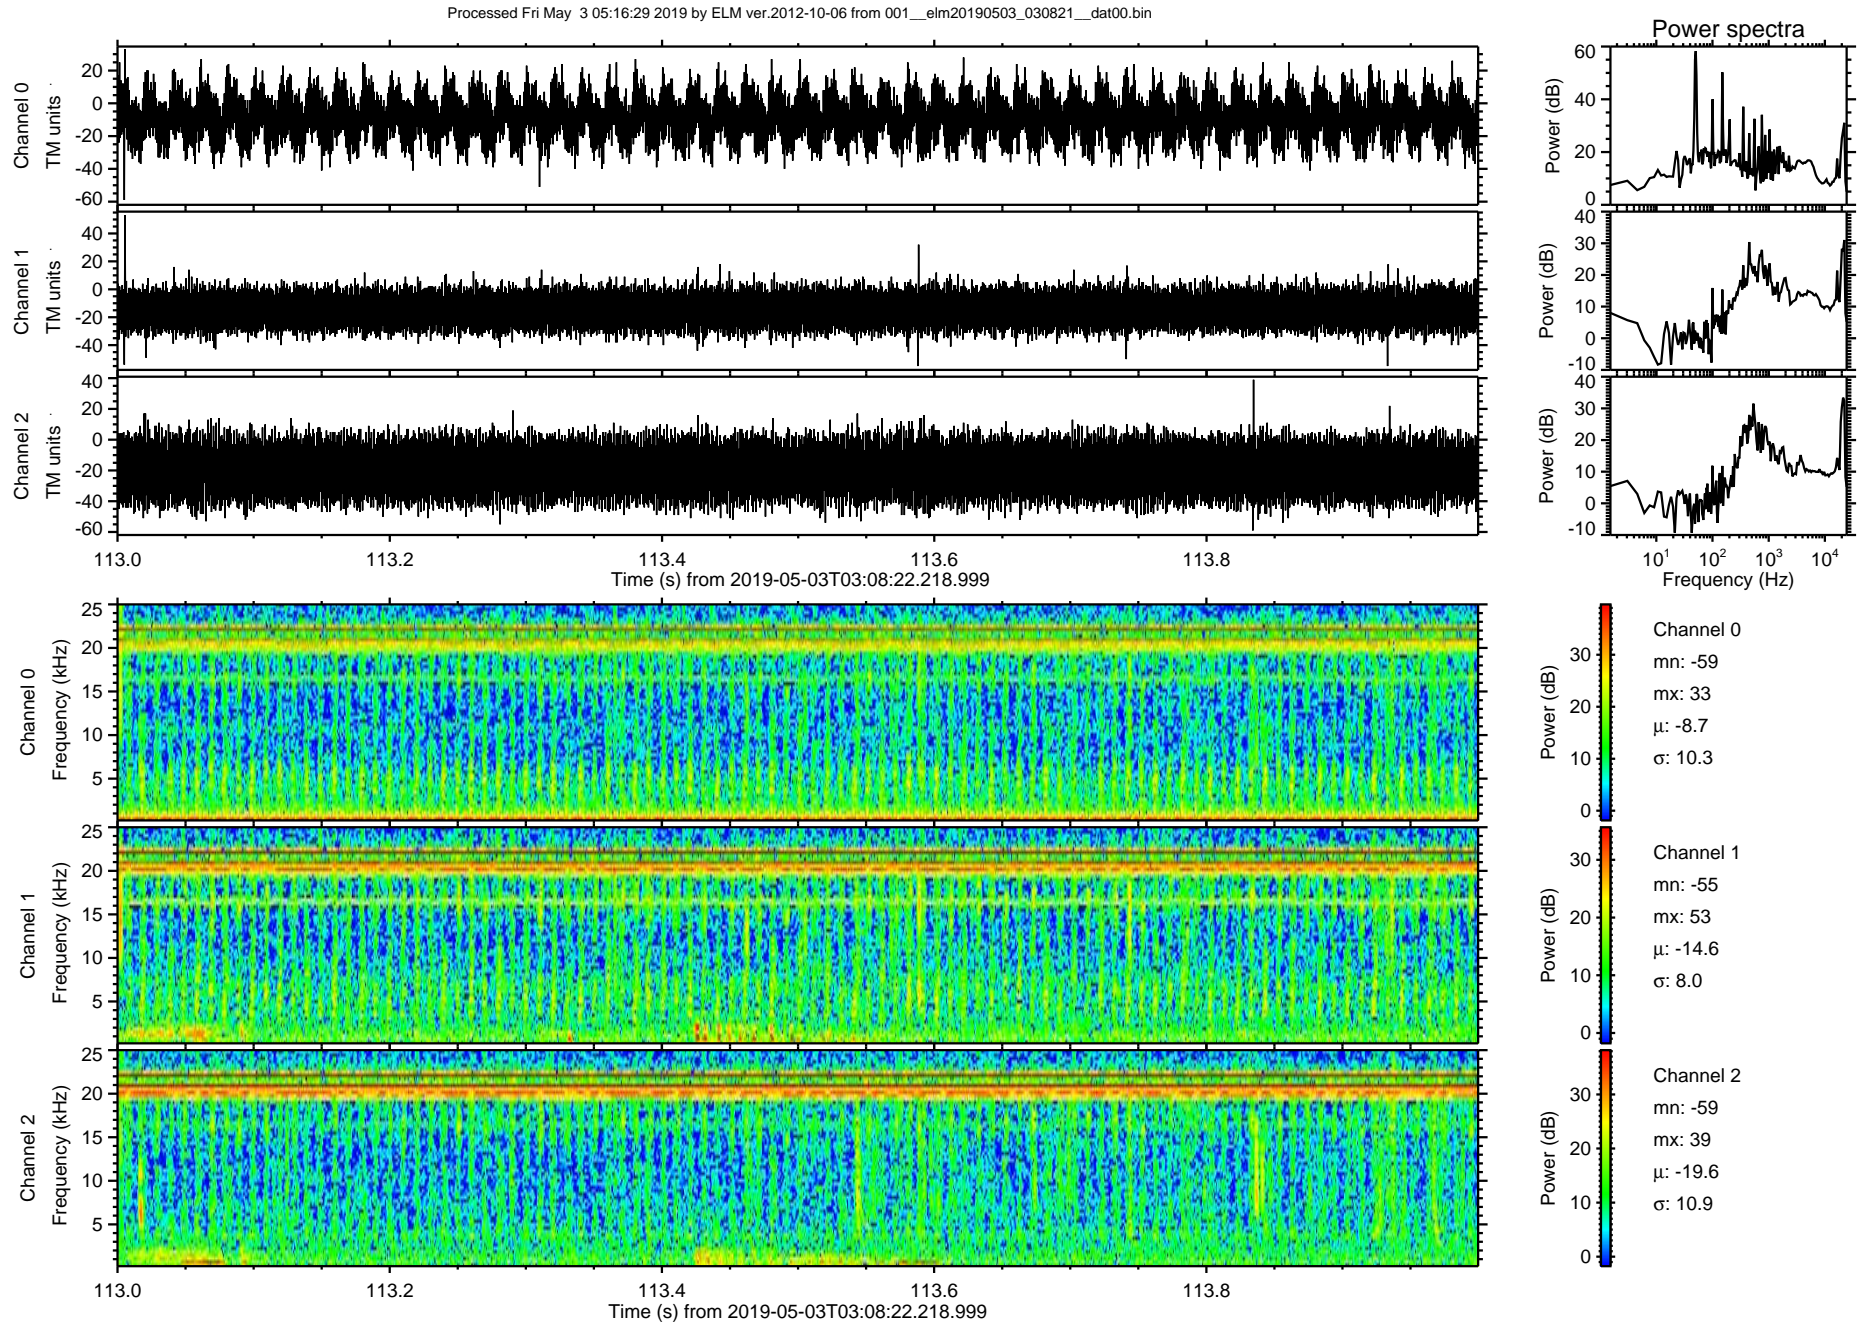 Processed Fri May  3 05:16:29 2019 by ELM ver.2012-10-06 from 001__elm20190503_030821__dat00.bin
Power spectra
Channel 0
TM units
20
0
-20
-40
-60
Power (dB)
60
40
20
0
Channel 1
TM units
40
20
0
-20
-40
Power (dB)
40
30
20
10
0
-10
Channel 2
TM units
40
20
0
-20
-40
-60
Power (dB)
40
30
20
10
0
-10
113.0 113.2 113.4 113.6 113.8
Time (s) from 2019-05-03T03:08:22.218.999
10¹ 10² 10³ 10⁴
Frequency (Hz)
Channel 0
Frequency (kHz)
25
20
15
10
5
Power (dB)
30
20
10
0
Channel 0
mn: -59
mx: 33
μ: -8.7
σ: 10.3
Channel 1
Frequency (kHz)
25
20
15
10
5
Power (dB)
30
20
10
0
Channel 1
mn: -55
mx: 53
μ: -14.6
σ: 8.0
Channel 2
Frequency (kHz)
25
20
15
10
5
Power (dB)
30
20
10
0
Channel 2
mn: -59
mx: 39
μ: -19.6
σ: 10.9
113.0 113.2 113.4 113.6 113.8
Time (s) from 2019-05-03T03:08:22.218.999